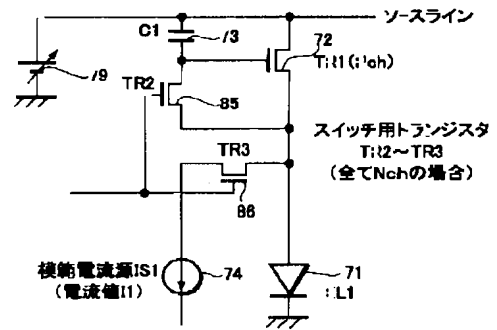 ソースライン
C1
73
72
TR1(Pch)
79
TR2
85
スイッチ用トランジスタ
TR2～TR3
(全てNchの場合)
TR3
86
電流源IS1
(電流値I1)
74
71
EL1